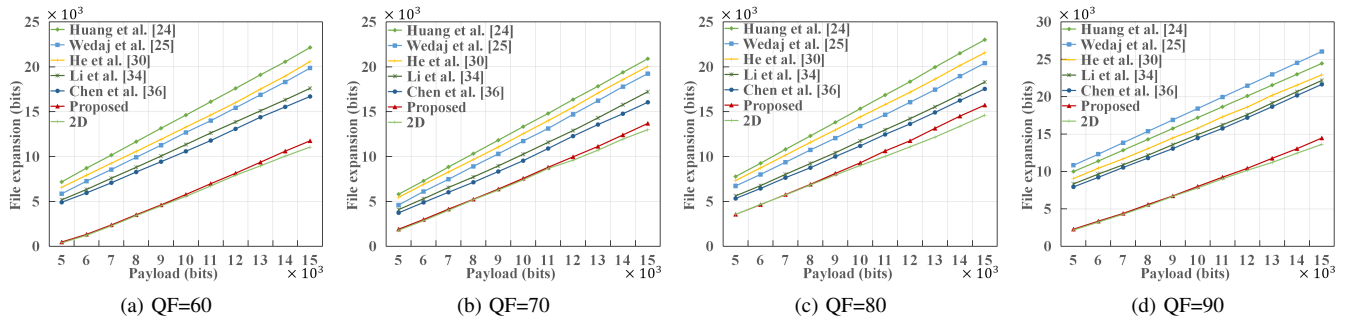 × 10³
File expansion (bits)
25
20
15
10
5
0
Huang et al. [24]
Wedaj et al. [25]
He et al. [30]
Li et al. [34]
Chen et al. [36]
Proposed
2D
5 6 7 8 9 10 11 12 13 14 15
Payload (bits)
× 10³
(a) QF=60
× 10³
File expansion (bits)
25
20
15
10
5
0
Huang et al. [24]
Wedaj et al. [25]
He et al. [30]
Li et al. [34]
Chen et al. [36]
Proposed
2D
5 6 7 8 9 10 11 12 13 14 15
Payload (bits)
× 10³
(b) QF=70
× 10³
File expansion (bits)
25
20
15
10
5
0
Huang et al. [24]
Wedaj et al. [25]
He et al. [30]
Li et al. [34]
Chen et al. [36]
Proposed
2D
5 6 7 8 9 10 11 12 13 14 15
Payload (bits)
× 10³
(c) QF=80
× 10³
File expansion (bits)
30
25
20
15
10
5
0
Huang et al. [24]
Wedaj et al. [25]
He et al. [30]
Li et al. [34]
Chen et al. [36]
Proposed
2D
5 6 7 8 9 10 11 12 13 14 15
Payload (bits)
× 10³
(d) QF=90